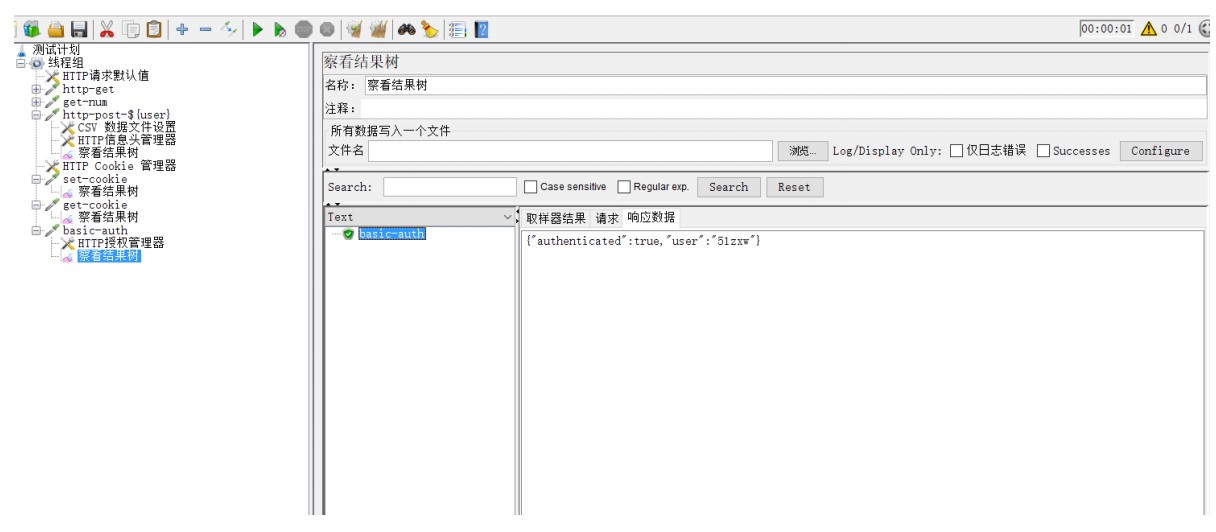 00:00:01 0 0/1
测试计划
线程组
HTTP请求默认值
http-get
get-num
http-post-${user}
CSV 数据文件设置
HTTP信息头管理器
察看结果树
HTTP Cookie 管理器
set-cookie
察看结果树
get-cookie
察看结果树
basic-auth
HTTP授权管理器
察看结果树
察看结果树
名称: 察看结果树
注释:
所有数据写入一个文件
文件名 浏览... Log/Display Only: 仅日志错误 Successes Configure
Search: Case sensitive Regular exp. Search Reset
Text 取样器结果 请求 响应数据
basic-auth
{"authenticated":true,"user":"51zxw"}